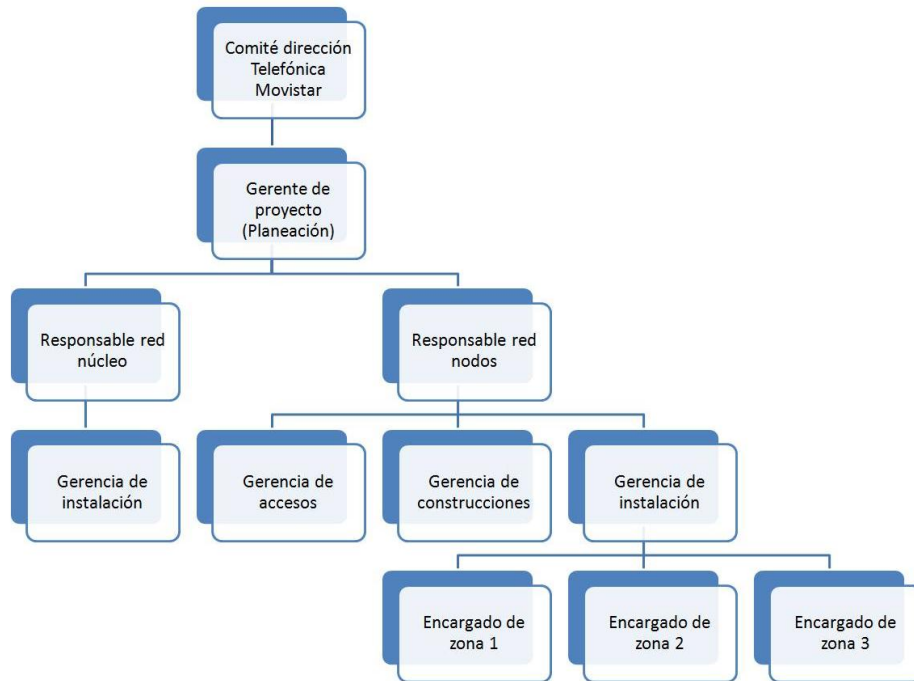 Comité dirección
Telefónica
Movistar
Gerente de
proyecto
(Planeación)
Responsable red
núcleo
Responsable red
nodos
Gerencia de
instalación
Gerencia de
accesos
Gerencia de
construcciones
Gerencia de
instalación
Encargado de
zona 1
Encargado de
zona 2
Encargado de
zona 3